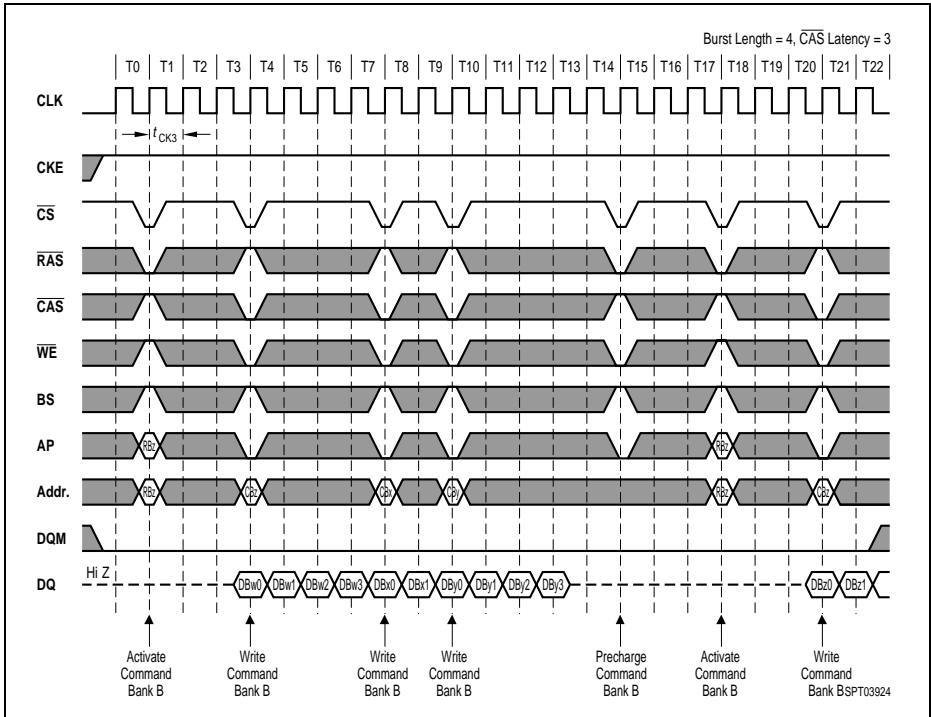 Burst Length = 4, CAS Latency = 3
T0 T1 T2 T3 T4 T5 T6 T7 T8 T9 T10 T11 T12 T13 T14 T15 T16 T17 T18 T19 T20 T21 T22
CLK
tCK3
CKE
CS
RAS
CAS
WE
BS
AP RBz RBz
Addr. RBz CBz CBx CBy RBz CBz
DQM
DQ Hi Z DBw0 DBw1 DBw2 DBw3 DBx0 DBx1 DBy0 DBy1 DBy2 DBy3 DBz0 DBz1
Activate Write Write Write Precharge Activate Write
Command Command Command Command Command Command Command
Bank B Bank B Bank B Bank B Bank B Bank B Bank B SPT03924